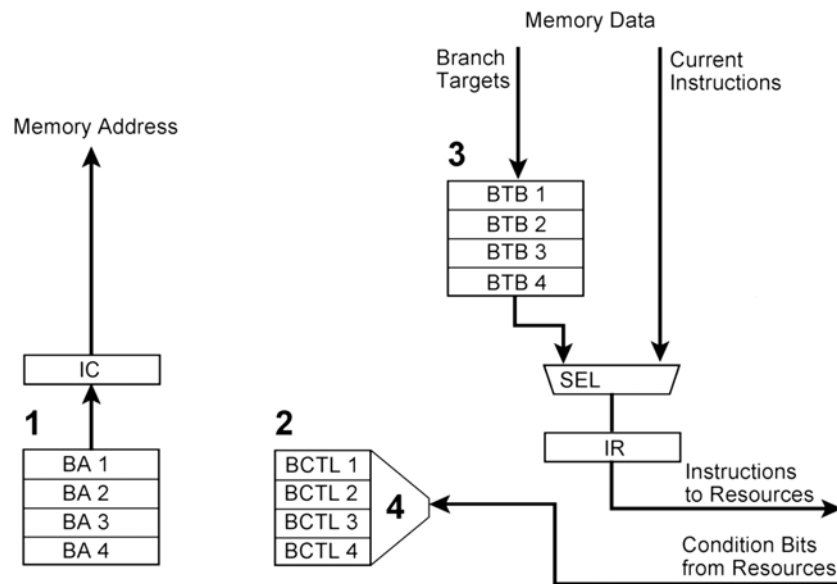 Memory Data
Branch
Targets
Current
Instructions
Memory Address
3
BTB 1
BTB 2
BTB 3
BTB 4
IC
SEL
1
2
BA 1
BA 2
BA 3
BA 4
BCTL 1
BCTL 2
BCTL 3
BCTL 4
4
IR
Instructions
to Resources
Condition Bits
from Resources